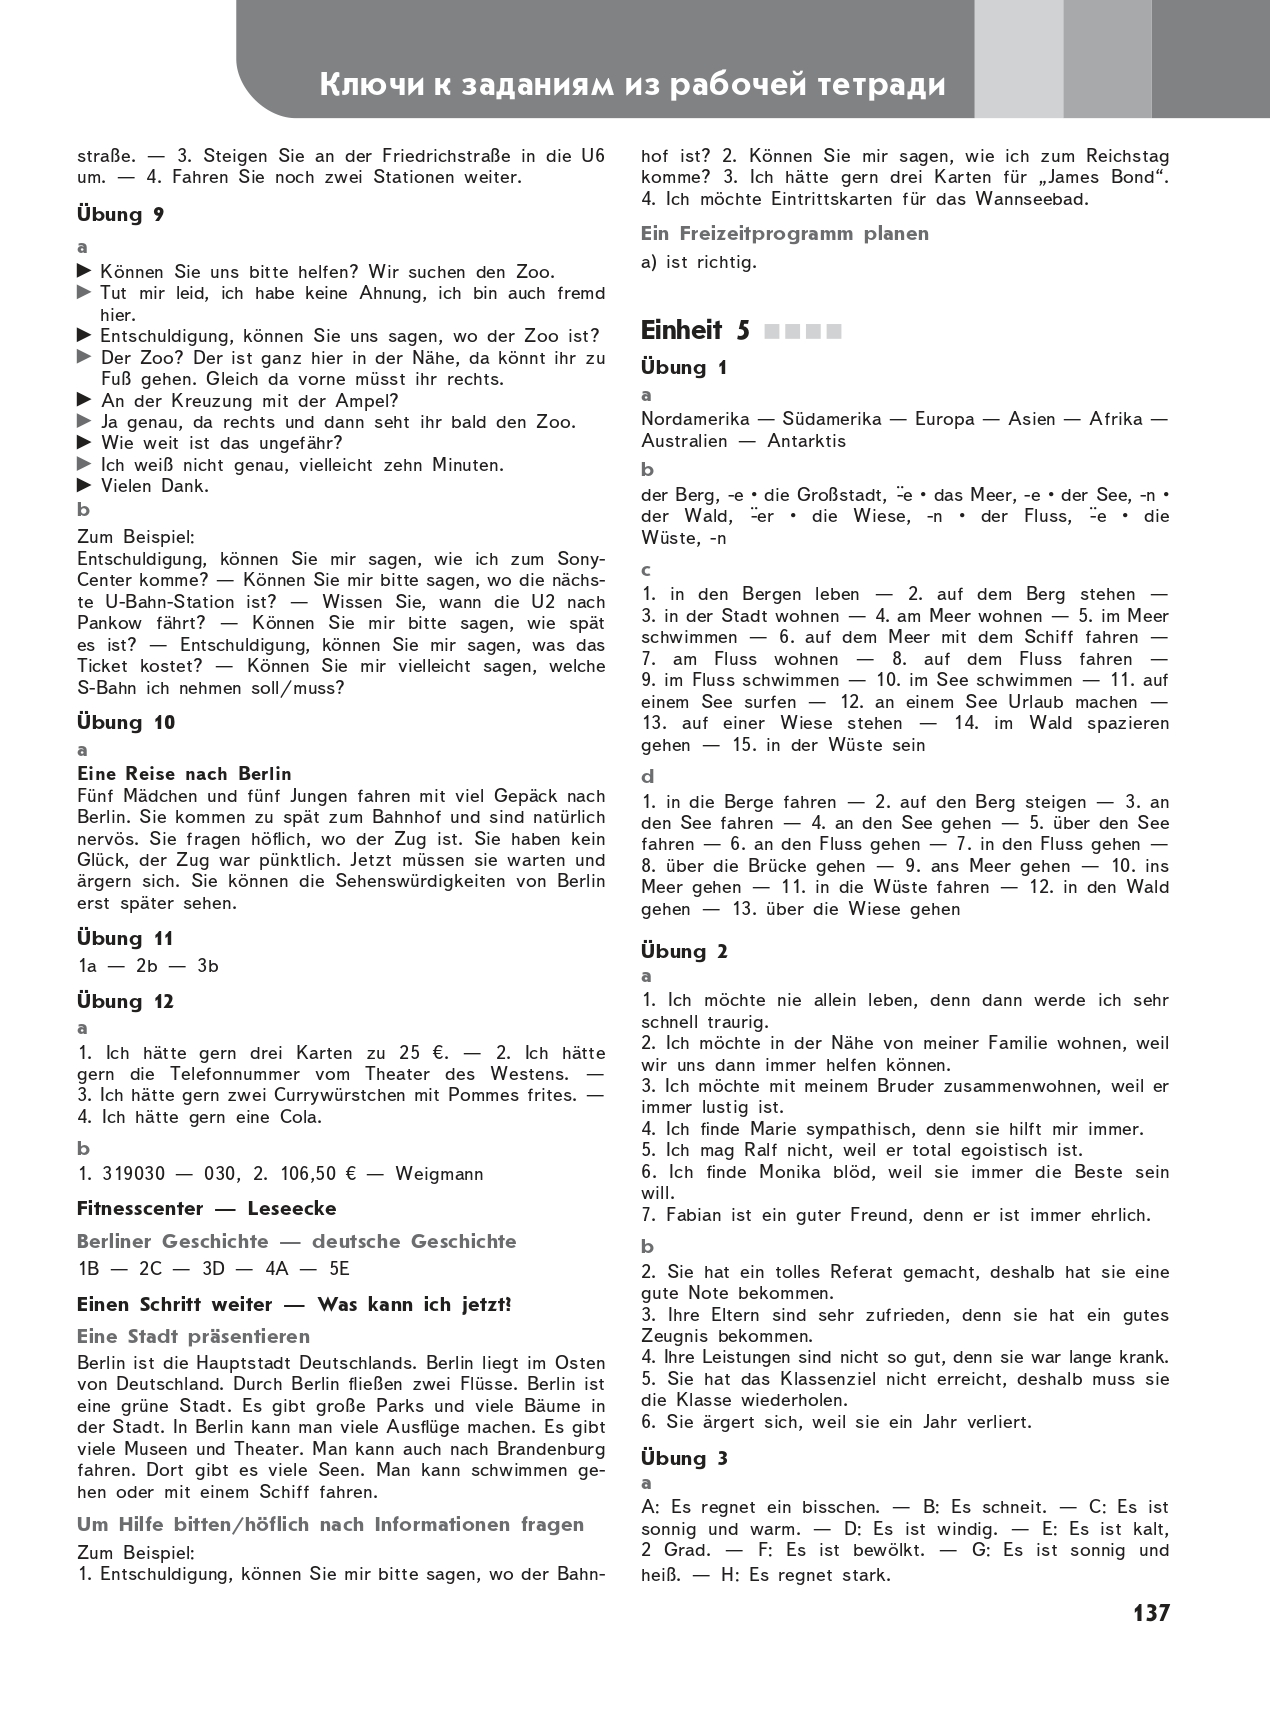 Ключи к заданиям из рабочей тетради
straße. — 3. Steigen Sie an der Friedrichstraße in die U6
um. — 4. Fahren Sie noch zwei Stationen weiter.
Übung 9
a
► Können Sie uns bitte helfen? Wir suchen den Zoo.
► Tut mir leid, ich habe keine Ahnung, ich bin auch fremd
hier.
► Entschuldigung, können Sie uns sagen, wo der Zoo ist?
► Der Zoo? Der ist ganz hier in der Nähe, da könnt ihr zu
Fuß gehen. Gleich da vorne müsst ihr rechts.
► An der Kreuzung mit der Ampel?
► Ja genau, da rechts und dann seht ihr bald den Zoo.
► Wie weit ist das ungefähr?
► Ich weiß nicht genau, vielleicht zehn Minuten.
► Vielen Dank.
b
Zum Beispiel:
Entschuldigung, können Sie mir sagen, wie ich zum Sony-
Center komme? — Können Sie mir bitte sagen, wo die nächs-
te U-Bahn-Station ist? — Wissen Sie, wann die U2 nach
Pankow fährt? — Können Sie mir bitte sagen, wie spät
es ist? — Entschuldigung, können Sie mir sagen, was das
Ticket kostet? — Können Sie mir vielleicht sagen, welche
S-Bahn ich nehmen soll/muss?
Übung 10
a
Eine Reise nach Berlin
Fünf Mädchen und fünf Jungen fahren mit viel Gepäck nach
Berlin. Sie kommen zu spät zum Bahnhof und sind natürlich
nervös. Sie fragen höflich, wo der Zug ist. Sie haben kein
Glück, der Zug war pünktlich. Jetzt müssen sie warten und
ärgern sich. Sie können die Sehenswürdigkeiten von Berlin
erst später sehen.
Übung 11
1a — 2b — 3b
Übung 12
a
1. Ich hätte gern drei Karten zu 25 €. — 2. Ich hätte
gern die Telefonnummer vom Theater des Westens. —
3. Ich hätte gern zwei Currywürstchen mit Pommes frites. —
4. Ich hätte gern eine Cola.
b
1. 319030 — 030, 2. 106,50 € — Weigmann
Fitnesscenter — Leseecke
Berliner Geschichte — deutsche Geschichte
1B — 2C — 3D — 4A — 5E
Einen Schritt weiter — Was kann ich jetzt?
Eine Stadt präsentieren
Berlin ist die Hauptstadt Deutschlands. Berlin liegt im Osten
von Deutschland. Durch Berlin fließen zwei Flüsse. Berlin ist
eine grüne Stadt. Es gibt große Parks und viele Bäume in
der Stadt. In Berlin kann man viele Ausflüge machen. Es gibt
viele Museen und Theater. Man kann auch nach Brandenburg
fahren. Dort gibt es viele Seen. Man kann schwimmen ge-
hen oder mit einem Schiff fahren.
Um Hilfe bitten/höflich nach Informationen fragen
Zum Beispiel:
1. Entschuldigung, können Sie mir bitte sagen, wo der Bahn-
hof ist? 2. Können Sie mir sagen, wie ich zum Reichstag
komme? 3. Ich hätte gern drei Karten für „James Bond“.
4. Ich möchte Eintrittskarten für das Wannseebad.
Ein Freizeitprogramm planen
a) ist richtig.
Einheit 5
Übung 1
a
Nordamerika — Südamerika — Europa — Asien — Afrika —
Australien — Antarktis
b
der Berg, -e • die Großstadt, ¨-e • das Meer, -e • der See, -n •
der Wald, ¨-er • die Wiese, -n • der Fluss, ¨-e • die
Wüste, -n
c
1. in den Bergen leben — 2. auf dem Berg stehen —
3. in der Stadt wohnen — 4. am Meer wohnen — 5. im Meer
schwimmen — 6. auf dem Meer mit dem Schiff fahren —
7. am Fluss wohnen — 8. auf dem Fluss fahren —
9. im Fluss schwimmen — 10. im See schwimmen — 11. auf
einem See surfen — 12. an einem See Urlaub machen —
13. auf einer Wiese stehen — 14. im Wald spazieren
gehen — 15. in der Wüste sein
d
1. in die Berge fahren — 2. auf den Berg steigen — 3. an
den See fahren — 4. an den See gehen — 5. über den See
fahren — 6. an den Fluss gehen — 7. in den Fluss gehen —
8. über die Brücke gehen — 9. ans Meer gehen — 10. ins
Meer gehen — 11. in die Wüste fahren — 12. in den Wald
gehen — 13. über die Wiese gehen
Übung 2
a
1. Ich möchte nie allein leben, denn dann werde ich sehr
schnell traurig.
2. Ich möchte in der Nähe von meiner Familie wohnen, weil
wir uns dann immer helfen können.
3. Ich möchte mit meinem Bruder zusammenwohnen, weil er
immer lustig ist.
4. Ich finde Marie sympathisch, denn sie hilft mir immer.
5. Ich mag Ralf nicht, weil er total egoistisch ist.
6. Ich finde Monika blöd, weil sie immer die Beste sein
will.
7. Fabian ist ein guter Freund, denn er ist immer ehrlich.
b
2. Sie hat ein tolles Referat gemacht, deshalb hat sie eine
gute Note bekommen.
3. Ihre Eltern sind sehr zufrieden, denn sie hat ein gutes
Zeugnis bekommen.
4. Ihre Leistungen sind nicht so gut, denn sie war lange krank.
5. Sie hat das Klassenziel nicht erreicht, deshalb muss sie
die Klasse wiederholen.
6. Sie ärgert sich, weil sie ein Jahr verliert.
Übung 3
a
A: Es regnet ein bisschen. — B: Es schneit. — C: Es ist
sonnig und warm. — D: Es ist windig. — E: Es ist kalt,
2 Grad. — F: Es ist bewölkt. — G: Es ist sonnig und
heiß. — H: Es regnet stark.
137